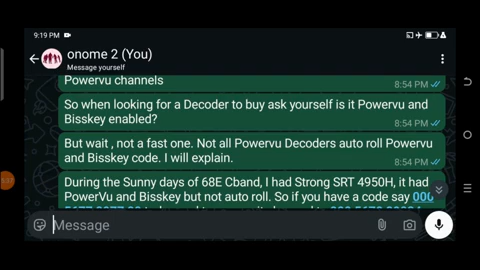 9:19 PM
onome 2 (You)
Message yourself
Powervu channels
8:54 PM
So when looking for a Decoder to buy ask yourself is it Powervu and
Bisskey enabled?
8:54 PM
But wait , not a fast one. Not all Powervu Decoders auto roll Powervu
and Bisskey code. I will explain.
8:54 PM
During the Sunny days of 68E Cband, I had Strong SRT 4950H, it had
PowerVu and Bisskey but not auto roll. So if you have a code say 000
Message